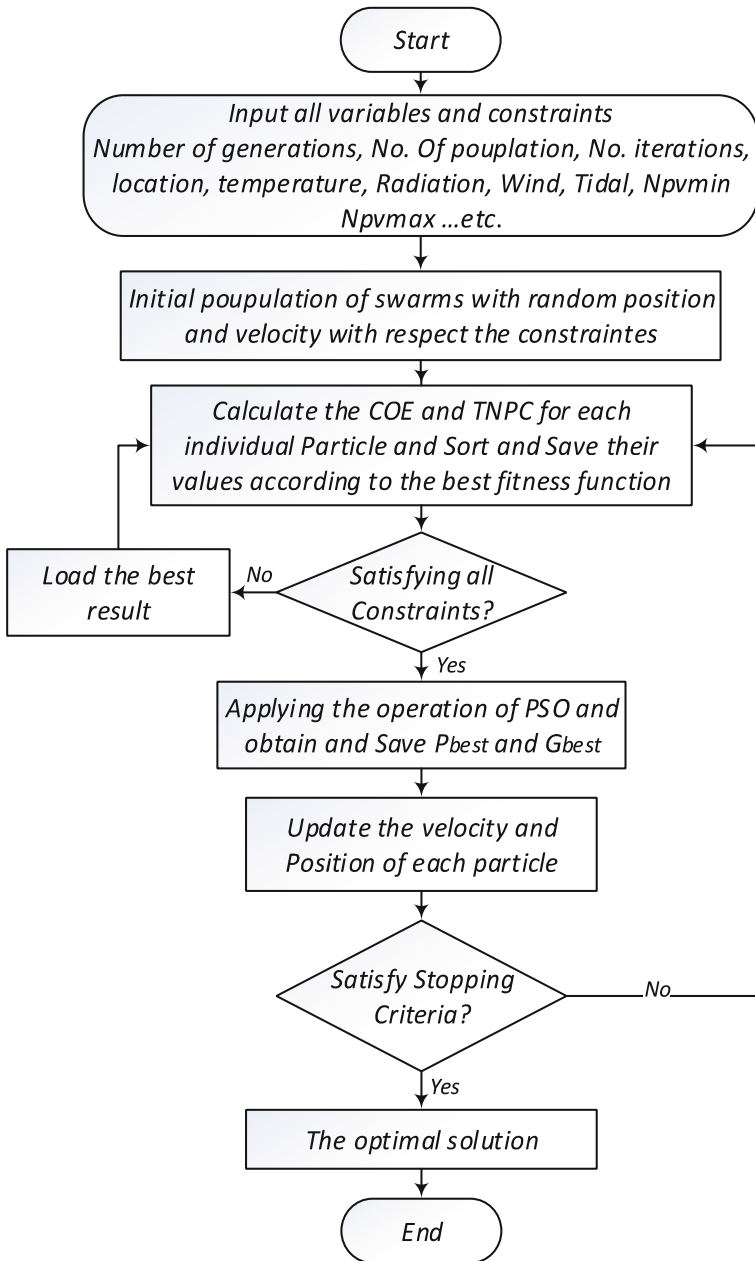 Start
Input all variables and constraints
Number of generations, No. Of pouplation, No. iterations,
location, temperature, Radiation, Wind, Tidal, Npvmin
Npvmax ...etc.
Initial poupulation of swarms with random position
and velocity with respect the constraintes
Calculate the COE and TNPC for each
individual Particle and Sort and Save their
values according to the best fitness function
Load the best
result
No
Satisfying all
Constraints?
Yes
Applying the operation of PSO and
obtain and Save Pbest and Gbest
Update the velocity and
Position of each particle
Satisfy Stopping
Criteria?
No
Yes
The optimal solution
End